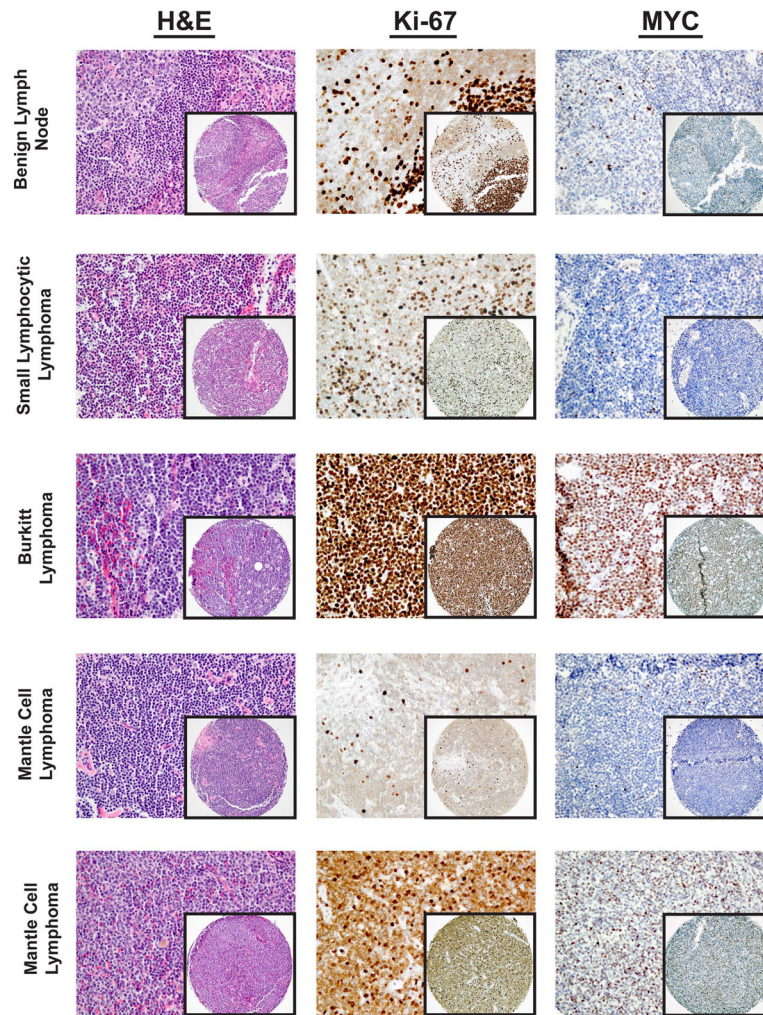 H&E Ki-67 MYC
Benign Lymph
Node
Small Lymphocytic
Lymphoma
Burkitt
Lymphoma
Mantle Cell
Lymphoma
Mantle Cell
Lymphoma